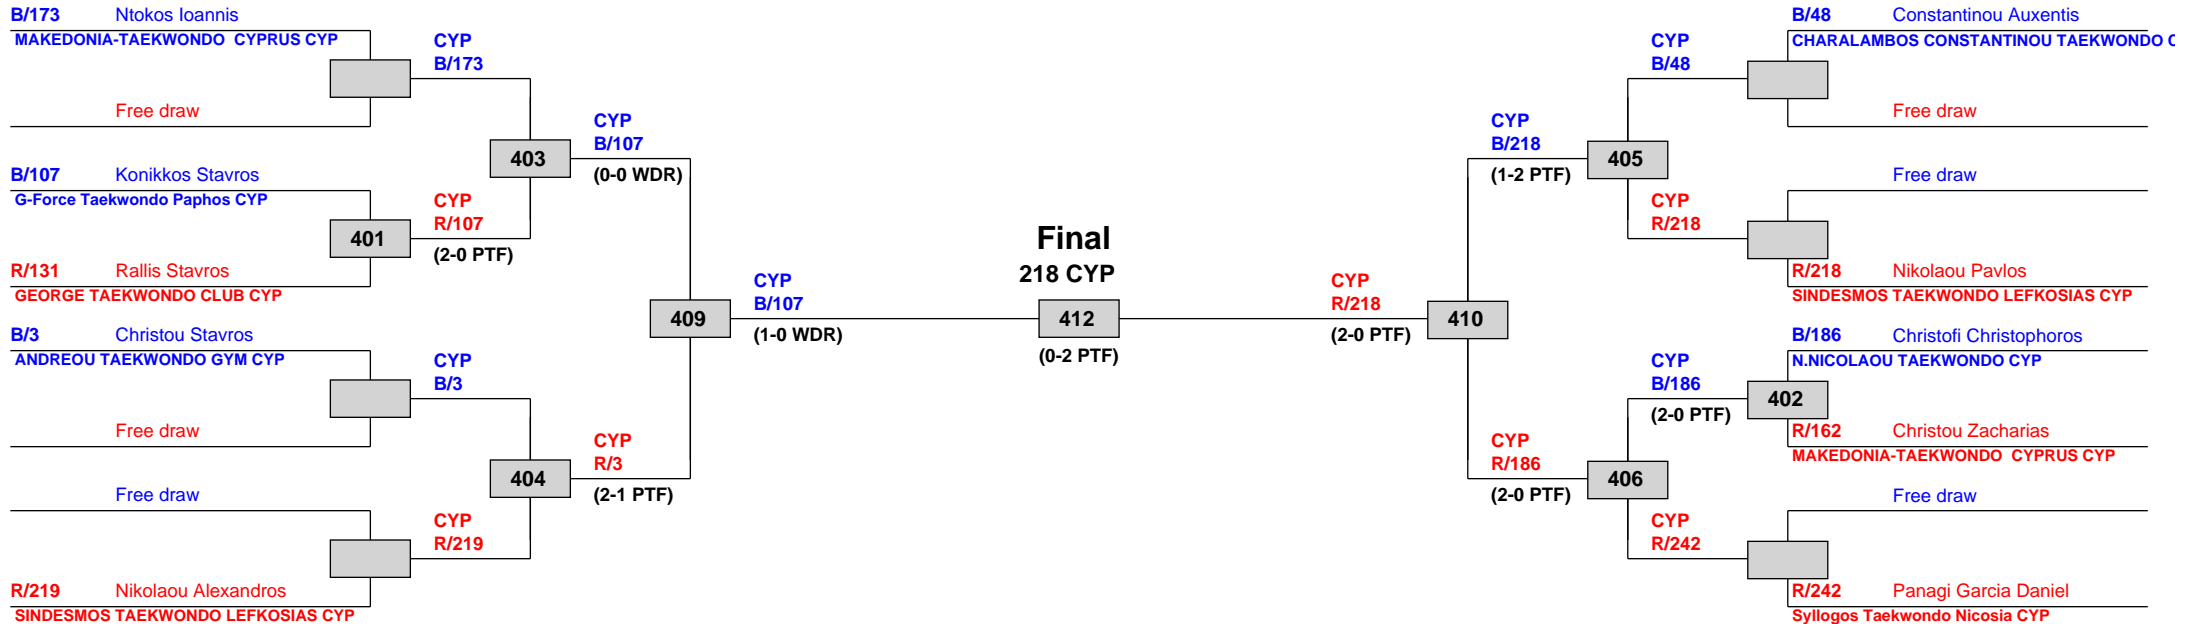 B/173 Ntokos Ioannis
MAKEDONIA-TAEKWONDO CYPRUS CYP
Free draw
B/107 Konikkos Stavros
G-Force Taekwondo Paphos CYP
R/131 Rallis Stavros
GEORGE TAEKWONDO CLUB CYP
B/3 Christou Stavros
ANDREOU TAEKWONDO GYM CYP
Free draw
Free draw
R/219 Nikolaou Alexandros
SINDESMOS TAEKWONDO LEFKOSIAS CYP
401
CYP
B/173
CYP
R/107
(2-0 PTF)
CYP
B/3
CYP
R/219
403
404
CYP
B/107
(0-0 WDR)
CYP
R/3
(2-1 PTF)
409
CYP
B/107
(1-0 WDR)
Final
218 CYP
412
(0-2 PTF)
CYP
R/218
(2-0 PTF)
410
CYP
B/218
(1-2 PTF)
CYP
R/186
(2-0 PTF)
405
406
CYP
B/48
CYP
R/218
CYP
B/186
(2-0 PTF)
CYP
R/242
402
B/48 Constantinou Auxentis
CHARALAMBOS CONSTANTINOU TAEKWONDO C
Free draw
Free draw
R/218 Nikolaou Pavlos
SINDESMOS TAEKWONDO LEFKOSIAS CYP
B/186 Christofi Christophoros
N.NICOLAOU TAEKWONDO CYP
R/162 Christou Zacharias
MAKEDONIA-TAEKWONDO CYPRUS CYP
Free draw
R/242 Panagi Garcia Daniel
Syllogos Taekwondo Nicosia CYP